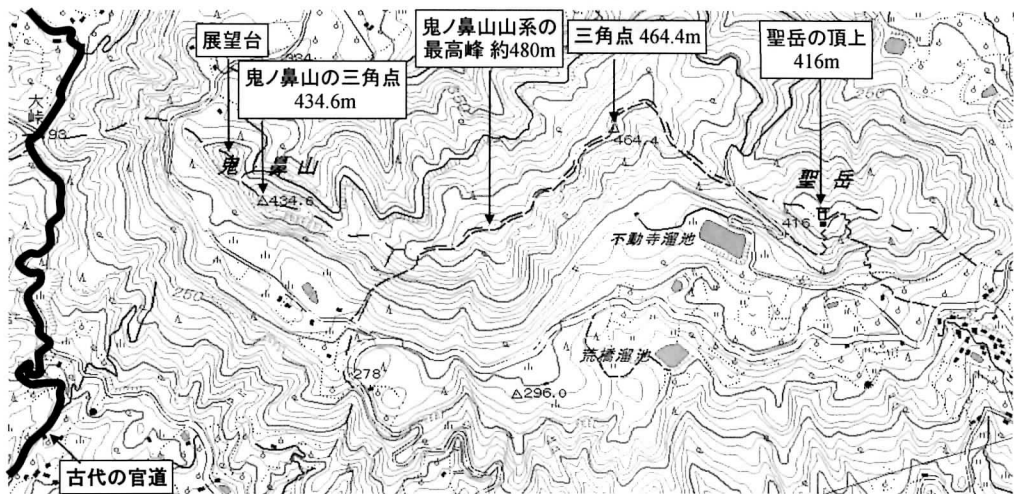 展望台
鬼ノ鼻山の三角点
434.6m
鬼ノ鼻山山系の
最高峰 約480m
三角点 464.4m
聖岳の頂上
416m
大峠
93
鬼ノ鼻山
434.6
464.4
聖岳
416
不動寺溜池
荒橋溜池
278
296.0
古代の官道